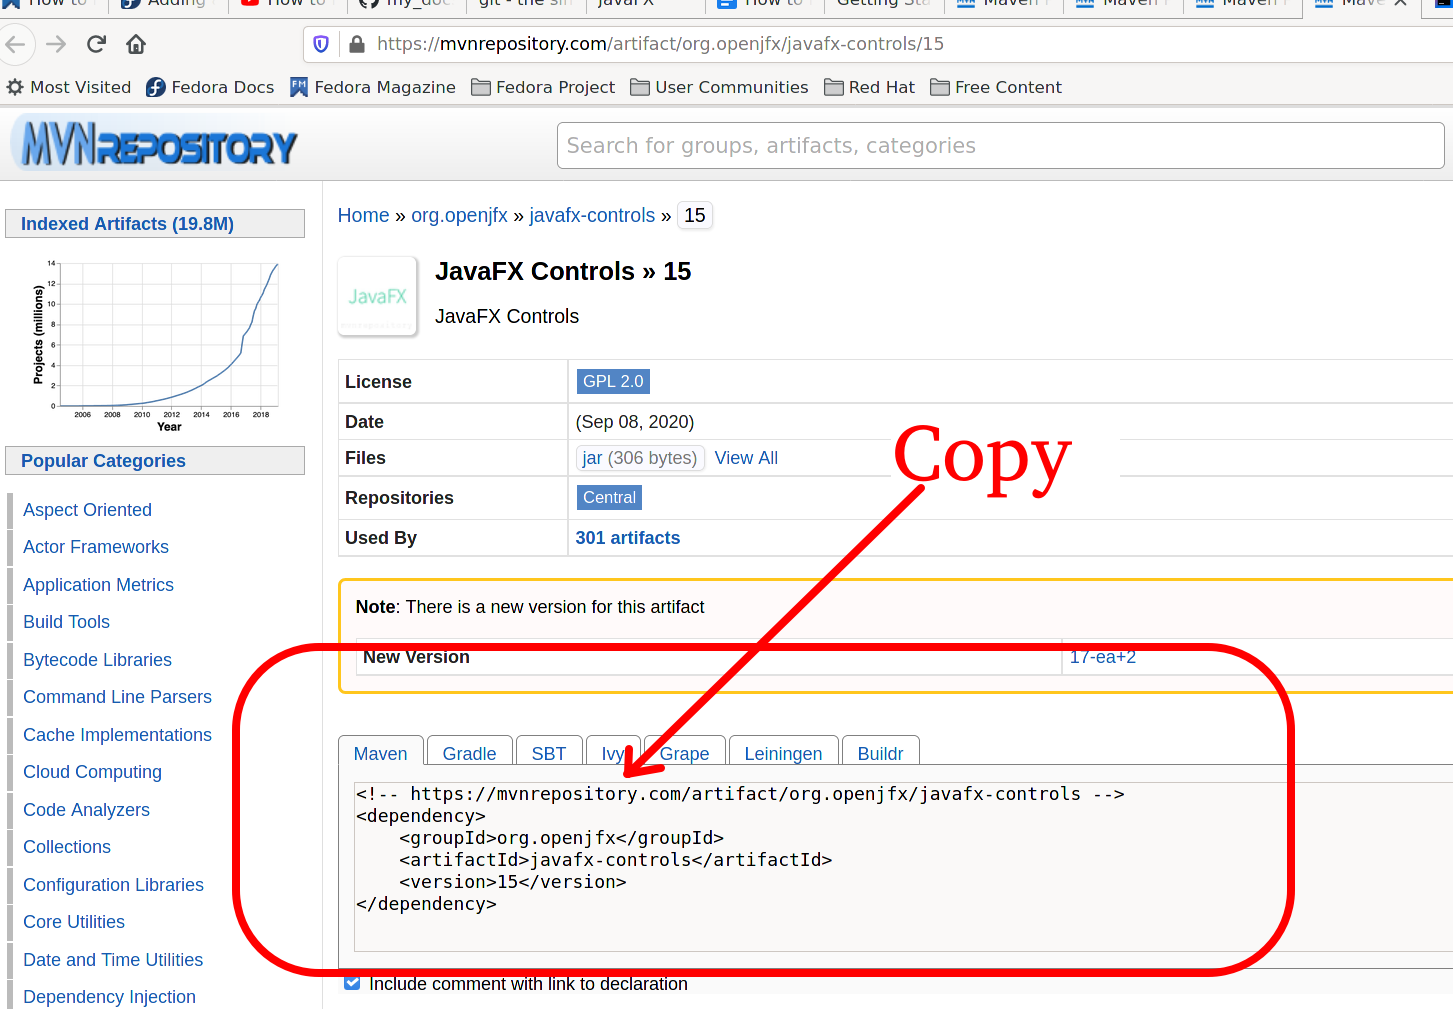 How to
Adding
How to
my_doc
git - the sim
JavaFX
How to
Getting Sta
Maven
Maven
Maven
Mave
https://mvnrepository.com/artifact/org.openjfx/javafx-controls/15
Most Visited
Fedora Docs
FM
Fedora Magazine
Fedora Project
User Communities
Red Hat
Free Content
MVNREPOSITORY
Search for groups, artifacts, categories
Indexed Artifacts (19.8M)
14
12
10
8
6
4
2
0
Projects (millions)
2006 2008 2010 2012 2014 2016 2018
Year
Popular Categories
Aspect Oriented
Actor Frameworks
Application Metrics
Build Tools
Bytecode Libraries
Command Line Parsers
Cache Implementations
Cloud Computing
Code Analyzers
Collections
Configuration Libraries
Core Utilities
Date and Time Utilities
Dependency Injection
Home » org.openjfx » javafx-controls » 15
JavaFX
JavaFX Controls » 15
JavaFX Controls
License GPL 2.0
Date (Sep 08, 2020)
Files jar (306 bytes) View All
Repositories Central
Used By 301 artifacts
Copy
Note: There is a new version for this artifact
New Version 17-ea+2
Maven Gradle SBT Ivy Grape Leiningen Buildr
<!-- https://mvnrepository.com/artifact/org.openjfx/javafx-controls -->
<dependency>
    <groupId>org.openjfx</groupId>
    <artifactId>javafx-controls</artifactId>
    <version>15</version>
</dependency>
Include comment with link to declaration